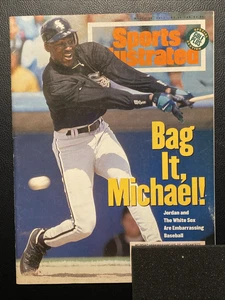 Sports
Illustrated
Bag
It,
Michael!
Jordan and
The White Sox
Are Embarrassing
Baseball